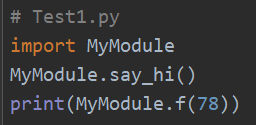 # Test1.py
import MyModule
MyModule.say_hi()
print(MyModule.f(78))